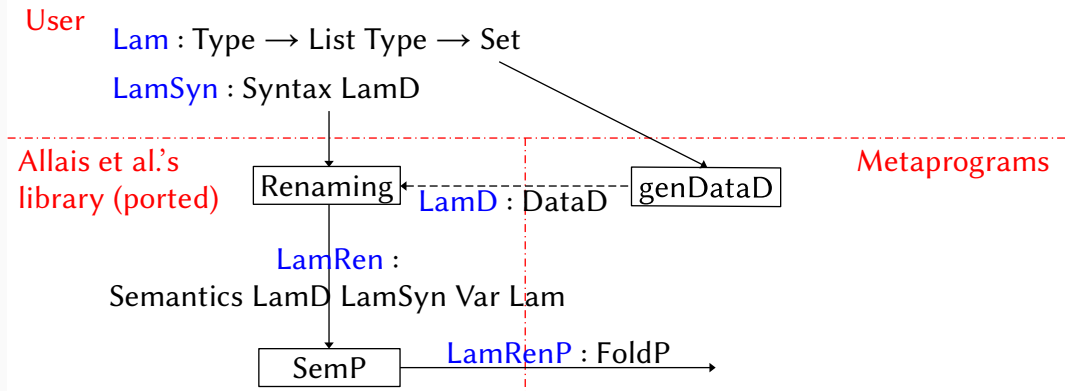 User
Lam : Type → List Type → Set
LamSyn : Syntax LamD
Allais et al.'s
library (ported)
Metaprograms
Renaming
genDataD
LamD : DataD
LamRen :
Semantics LamD LamSyn Var Lam
SemP
LamRenP : FoldP